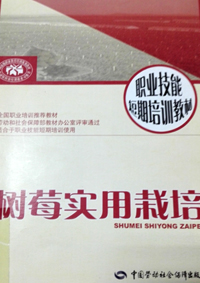 职业技能
短期培训教材
全国职业培训推荐教材
劳动和社会保障部教材办公室评审通过
适合于职业技能短期培训使用
树莓实用栽培
SHUMEI SHIYONG ZAIPE
中国劳动社会保障出版